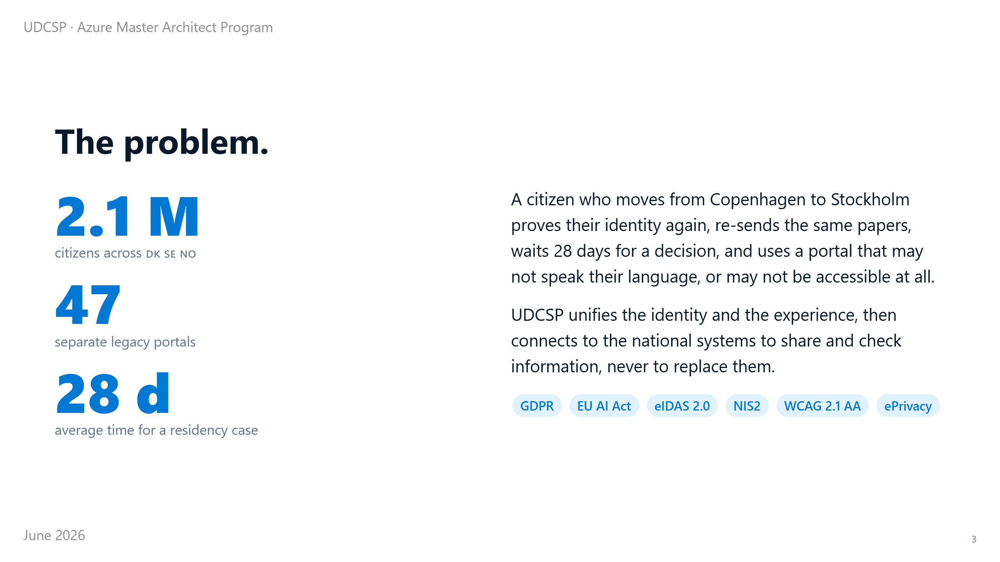 UDCSP · Azure Master Architect Program
The problem.
2.1 M
citizens across DK SE NO
47
separate legacy portals
28 d
average time for a residency case
A citizen who moves from Copenhagen to Stockholm
proves their identity again, re-sends the same papers,
waits 28 days for a decision, and uses a portal that may
not speak their language, or may not be accessible at all.
UDCSP unifies the identity and the experience, then
connects to the national systems to share and check
information, never to replace them.
GDPR EU AI Act eIDAS 2.0 NIS2 WCAG 2.1 AA ePrivacy
June 2026
3